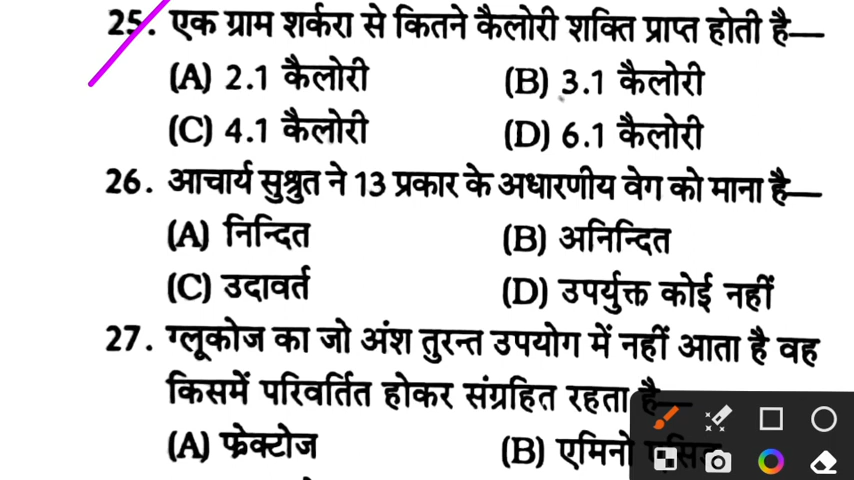 25. एक ग्राम शर्करा से कितने कैलोरी शक्ति प्राप्त होती है—
(A) 2.1 कैलोरी (B) 3.1 कैलोरी
(C) 4.1 कैलोरी (D) 6.1 कैलोरी
26. आचार्य सुश्रुत ने 13 प्रकार के अधारणीय वेग को माना है—
(A) निन्दित (B) अनिन्दित
(C) उदावर्त (D) उपर्युक्त कोई नहीं
27. ग्लूकोज का जो अंश तुरन्त उपयोग में नहीं आता है वह
किसमें परिवर्तित होकर संग्रहित रहता है—
(A) फ्रेक्टोज (B) एमिनो